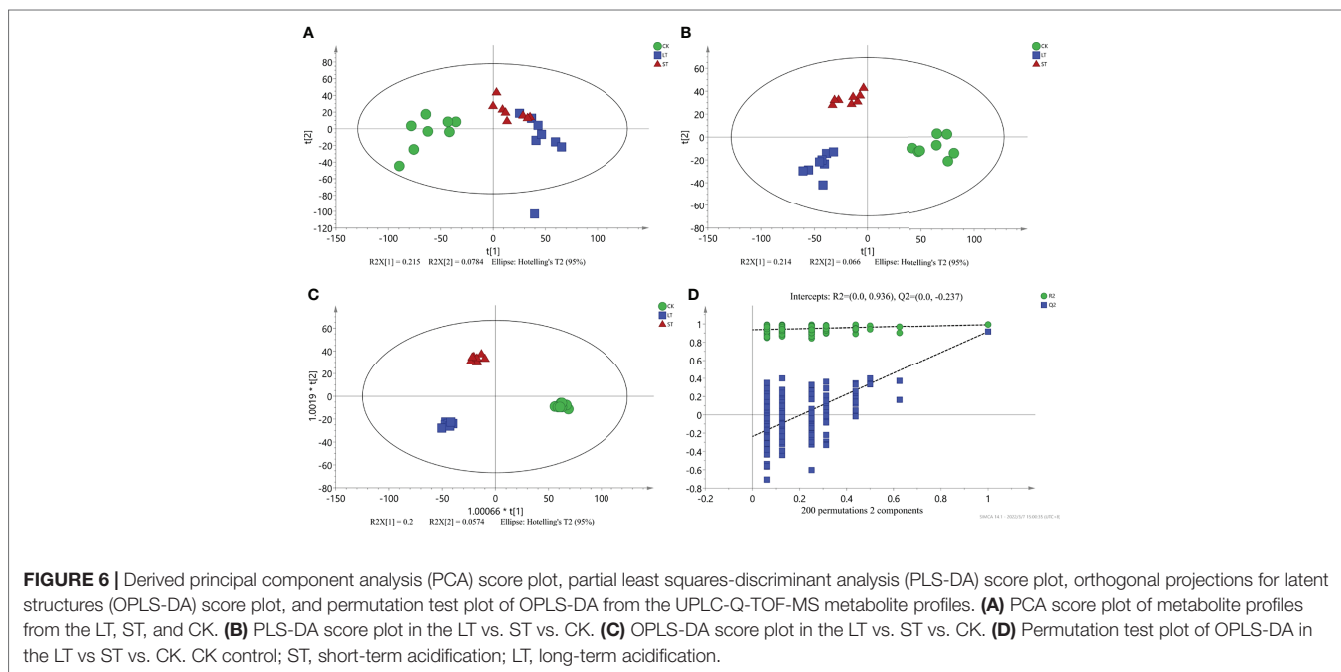 A
CK
LT
ST
80
60
40
20
0
-20
-40
-60
-80
-100
-120
t[2]
-150 -100 -50 0 50 100
t[1]
R2X[1] = 0.215 R2X[2] = 0.0784 Ellipse: Hotelling's T2 (95%)
B
CK
LT
ST
80
60
40
20
0
-20
-40
-60
-80
t[2]
-150 -100 -50 0 50 100
t[1]
R2X[1] = 0.214 R2X[2] = 0.066 Ellipse: Hotelling's T2 (95%)
C
CK
LT
ST
60
40
20
0
-20
-40
-60
-80
1.0019 * t[2]
-150 -100 -50 0 50 100
1.00066 * t[1]
R2X[1] = 0.2 R2X[2] = 0.0574 Ellipse: Hotelling's T2 (95%)
D
Intercepts: R2=(0.0, 0.936), Q2=(0.0, -0.237)
R2
Q2
1
0.8
0.6
0.4
0.2
0
-0.2
-0.4
-0.6
-0.8
-0.2 0 0.2 0.4 0.6 0.8 1
200 permutations 2 components
FIGURE 6 | Derived principal component analysis (PCA) score plot, partial least squares-discriminant analysis (PLS-DA) score plot, orthogonal projections for latent
structures (OPLS-DA) score plot, and permutation test plot of OPLS-DA from the UPLC-Q-TOF-MS metabolite profiles. (A) PCA score plot of metabolite profiles
from the LT, ST, and CK. (B) PLS-DA score plot in the LT vs. ST vs. CK. (C) OPLS-DA score plot in the LT vs. ST vs. CK. (D) Permutation test plot of OPLS-DA in
the LT vs ST vs. CK. CK control; ST, short-term acidification; LT, long-term acidification.